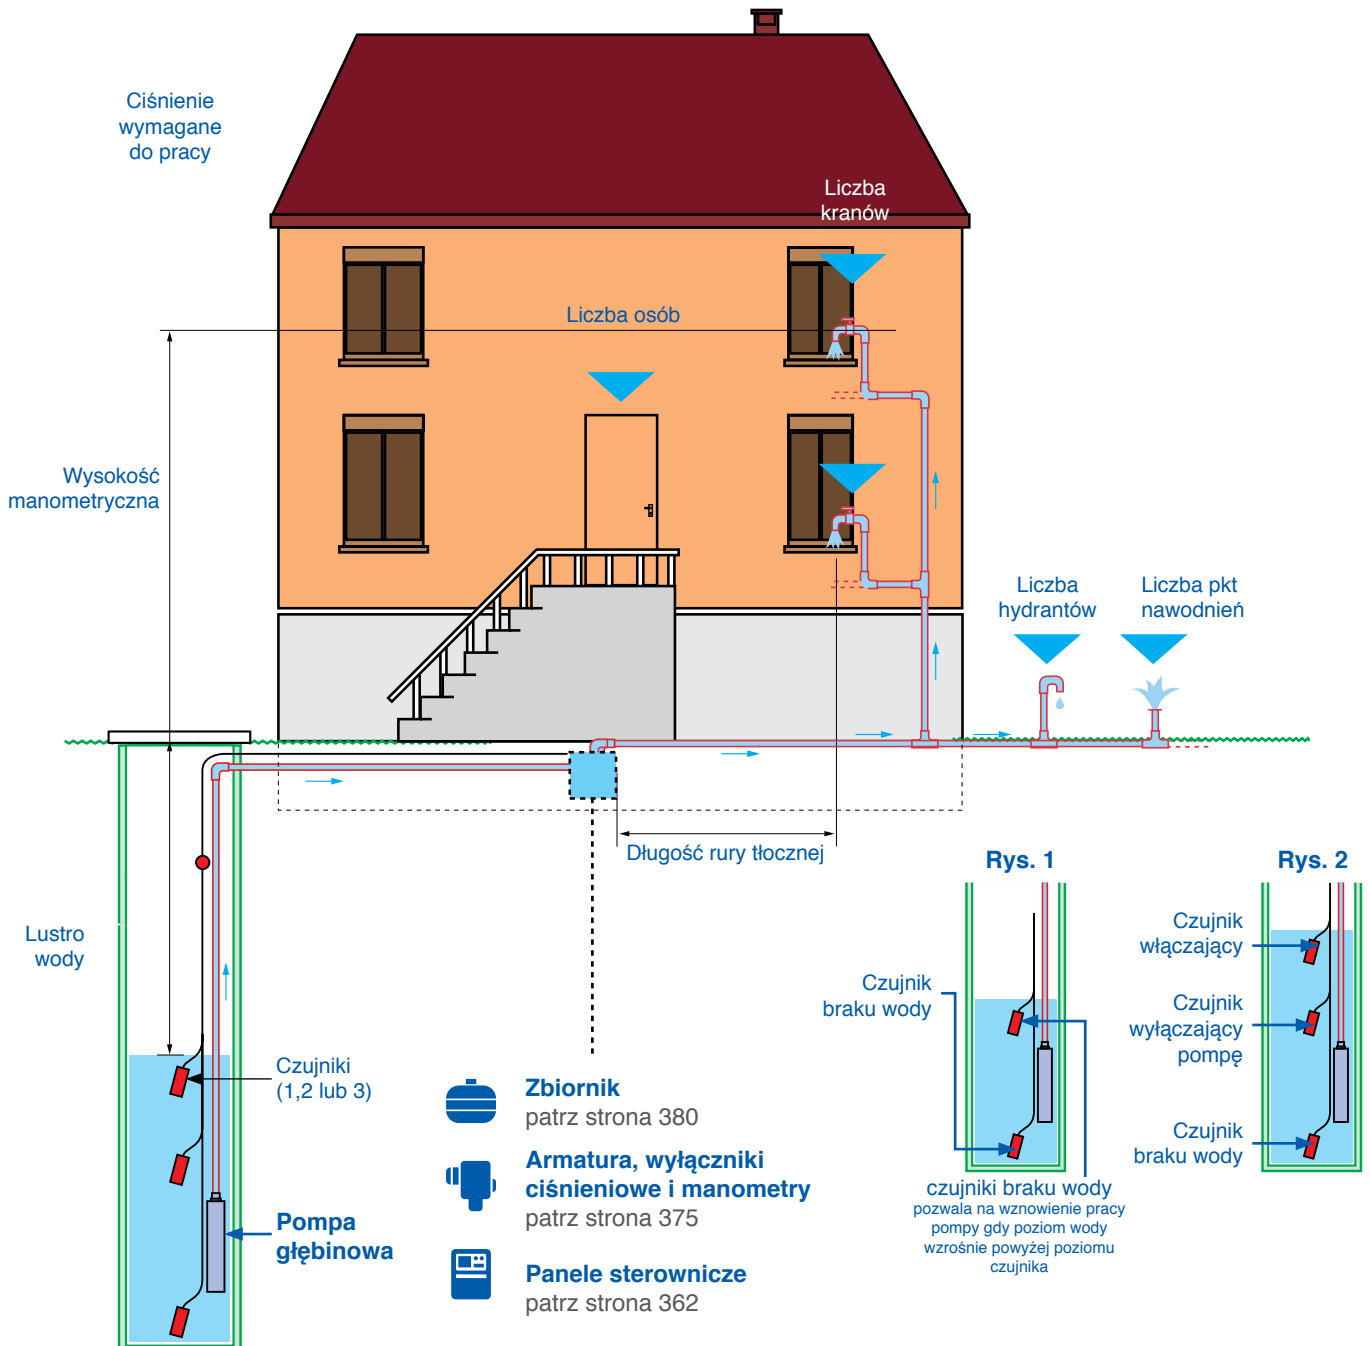 Ciśnienie
wymagane
do pracy
Liczba
kranów
Liczba osób
Wysokość
manometryczna
Liczba
hydrantów
Liczba pkt
nawodnień
Długość rury tłocznej
Lustro
wody
Czujniki
(1,2 lub 3)
Pompa
głębinowa
Zbiornik
patrz strona 380
Armatura, wyłączniki
ciśnieniowe i manometry
patrz strona 375
Panele sterownicze
patrz strona 362
Rys. 1
Czujnik
braku wody
czujniki braku wody
pozwala na wznowienie pracy
pompy gdy poziom wody
wzrośnie powyżej poziomu
czujnika
Rys. 2
Czujnik
włączający
Czujnik
wyłączający
pompę
Czujnik
braku wody